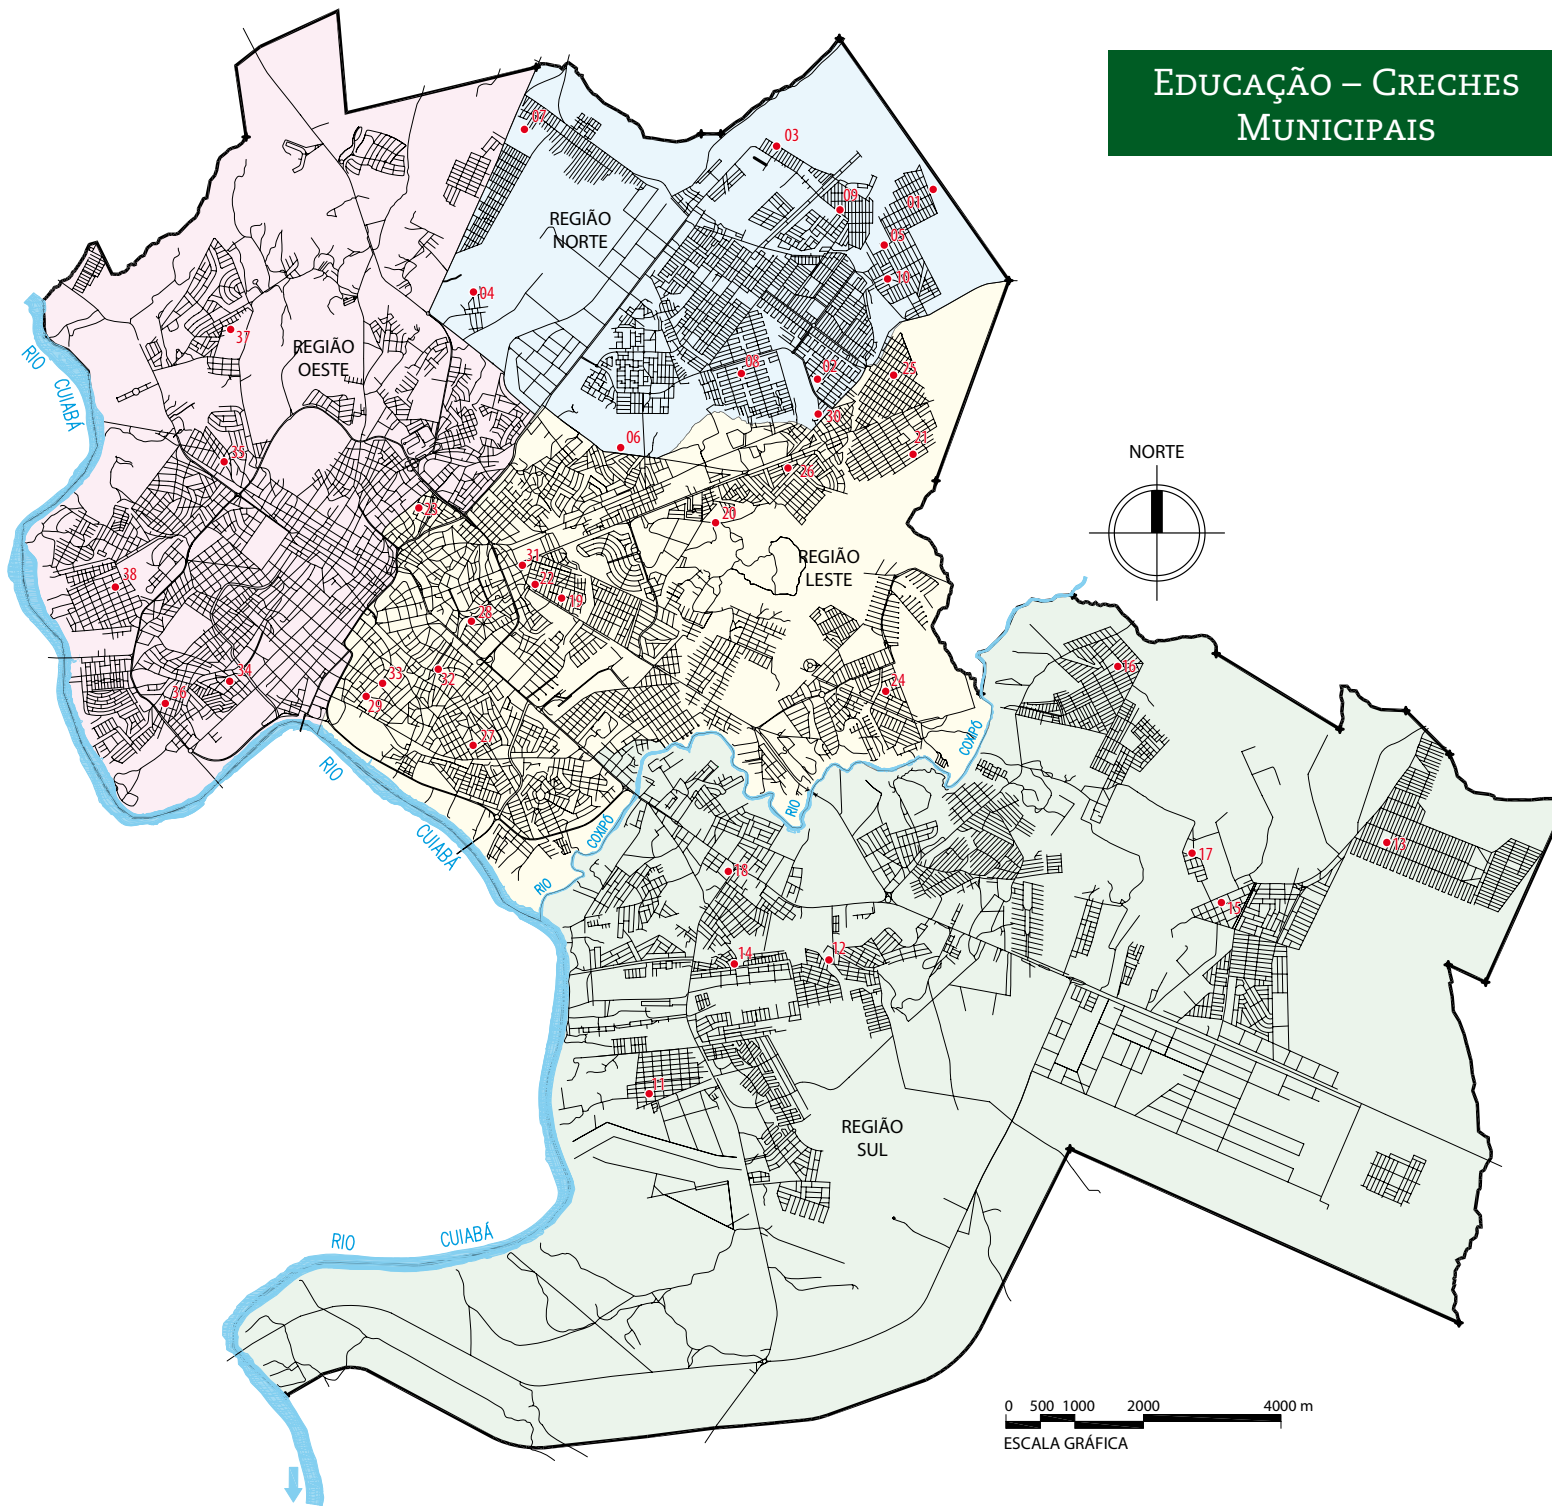 EDUCAÇÃO – CRECHES
MUNICIPAIS
07
03
09
01
REGIÃO
NORTE
05
10
04
37
REGIÃO
OESTE
RIO
CUIABÁ
08
02
25
30
06
21
35
26
NORTE
23
20
31
REGIÃO
LESTE
22
38
19
28
16
34
33
32
29
36
24
27
COXIPÓ
RIO
RIO
CUIABÁ
COXIPÓ
RIO
13
17
18
15
14
12
11
REGIÃO
SUL
RIO
CUIABÁ
0 500 1000 2000 4000 m
ESCALA GRÁFICA